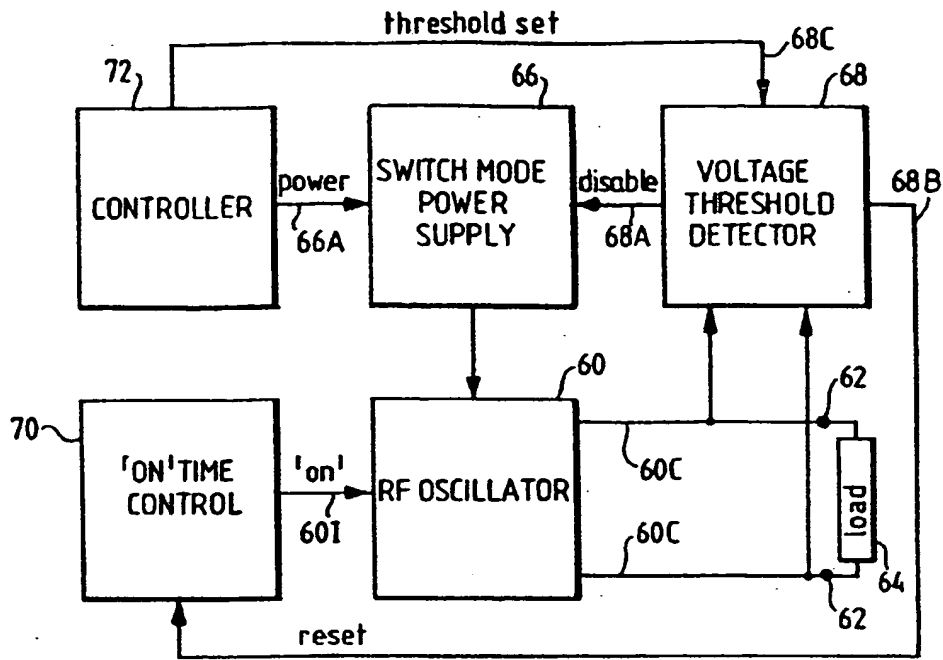 threshold set
68C
72
66
68
CONTROLLER
power
66A
SWITCH MODE
POWER
SUPPLY
disable
68A
VOLTAGE
THRESHOLD
DETECTOR
68B
60
62
70
'ON' TIME
CONTROL
'on'
60I
RF OSCILLATOR
60C
60C
load
64
62
reset